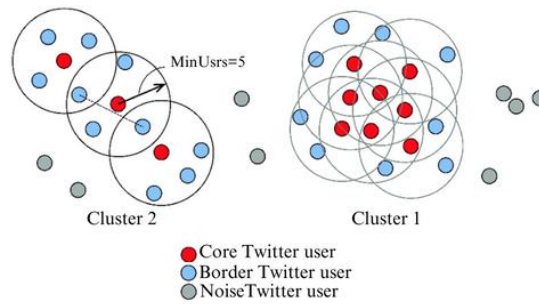 MinUsrs=5
Cluster 2
Cluster 1
Core Twitter user
Border Twitter user
NoiseTwitter user